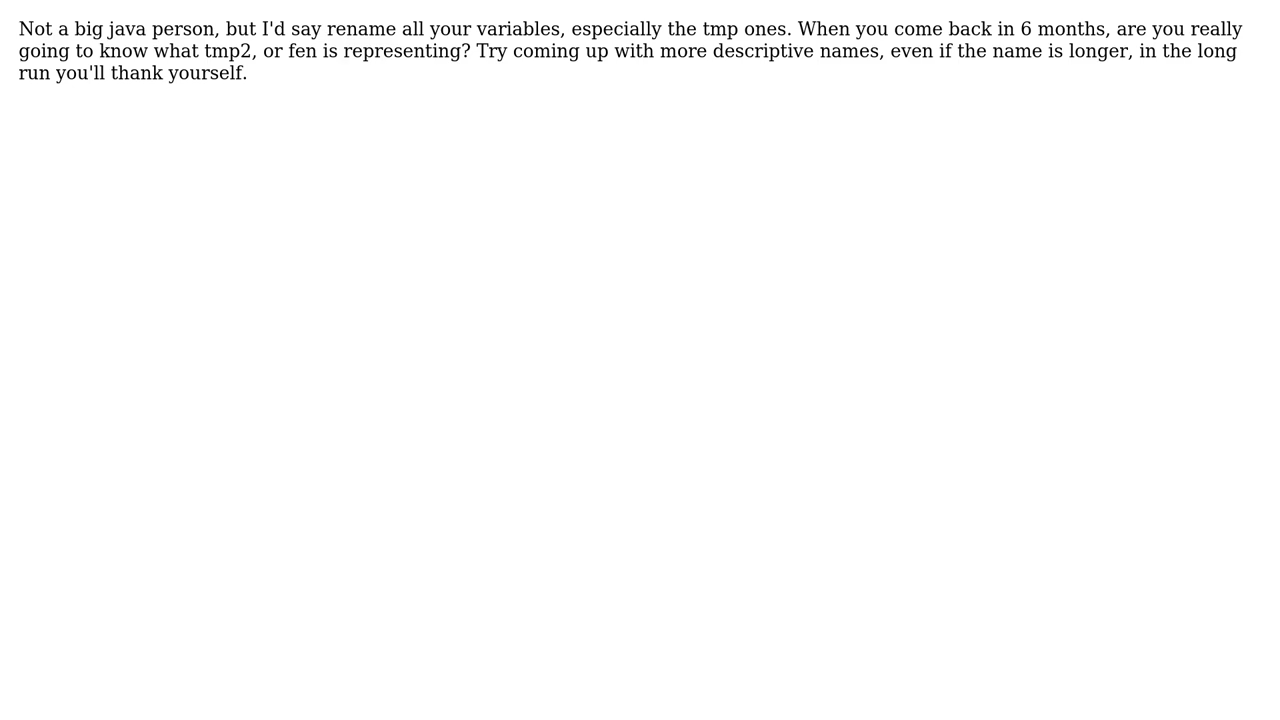 Not a big java person, but I'd say rename all your variables, especially the tmp ones. When you come back in 6 months, are you really
going to know what tmp2, or fen is representing? Try coming up with more descriptive names, even if the name is longer, in the long
run you'll thank yourself.